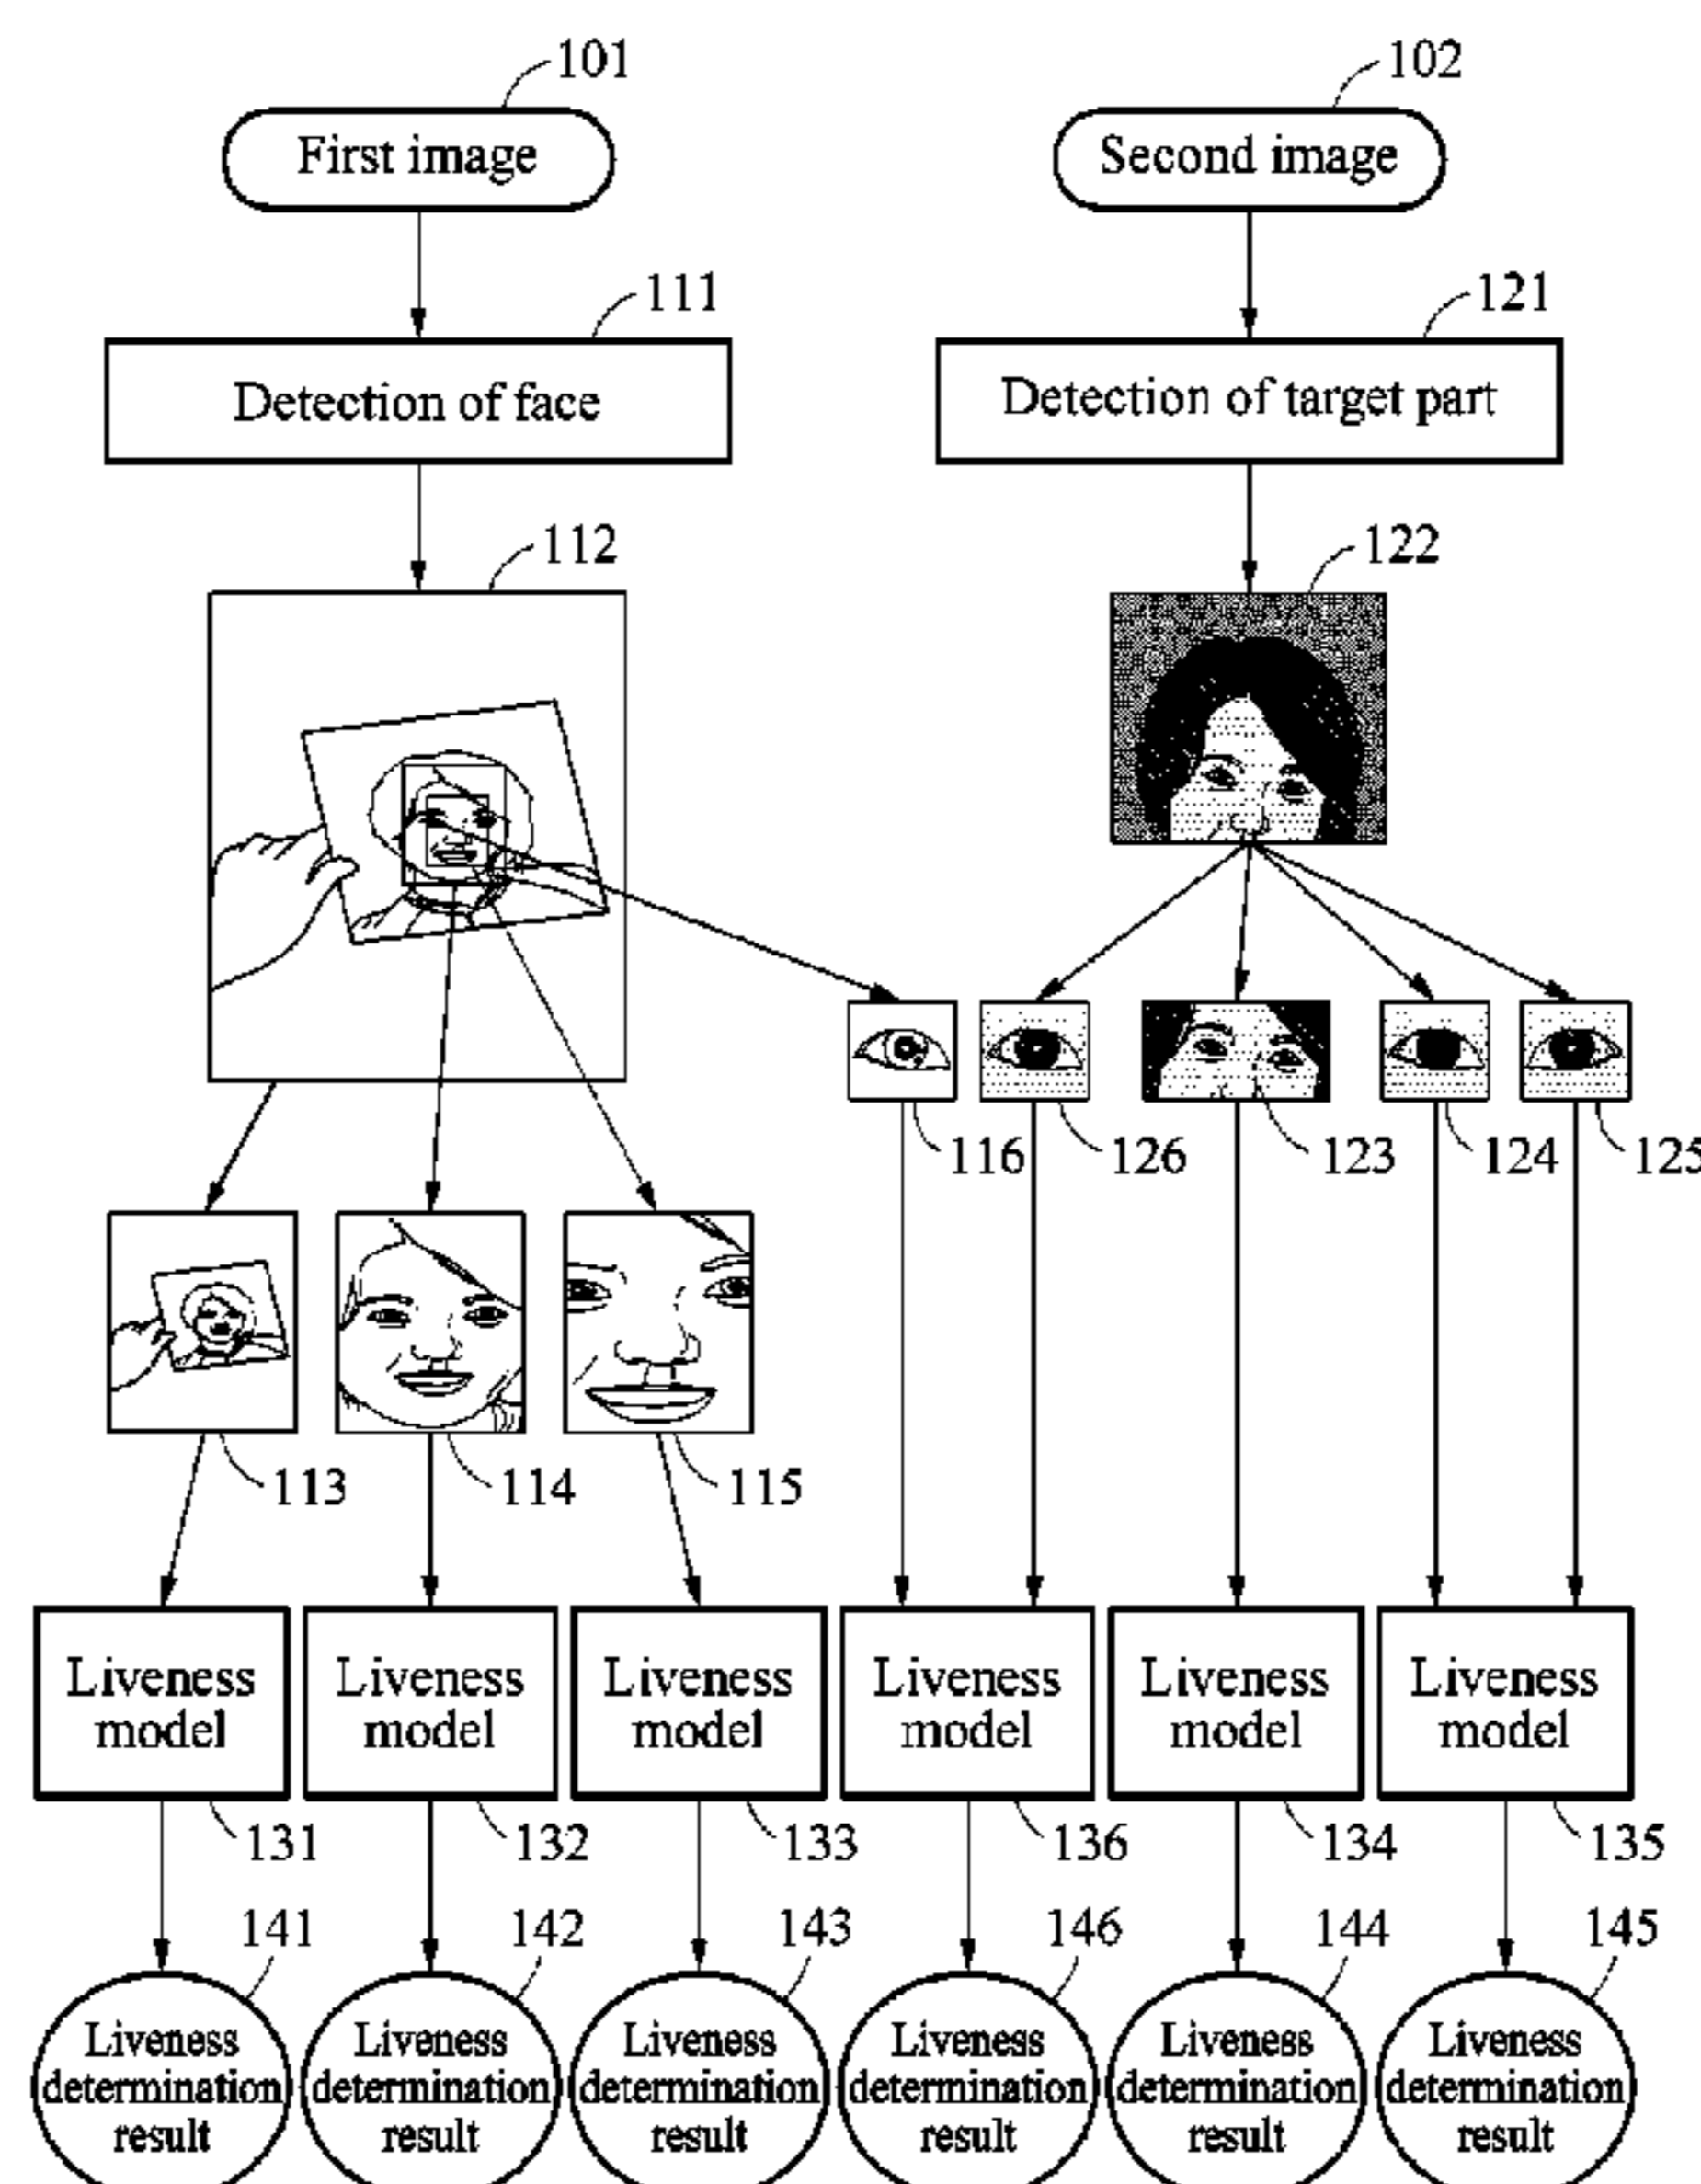 101
102
First image
Second image
111
121
Detection of face
Detection of target part
112
122
116
126
123
124
125
113
114
115
Liveness
model
Liveness
model
Liveness
model
Liveness
model
Liveness
model
Liveness
model
131
132
133
136
134
135
141
142
143
146
144
145
Liveness
determination
result
Liveness
determination
result
Liveness
determination
result
Liveness
determination
result
Liveness
determination
result
Liveness
determination
result